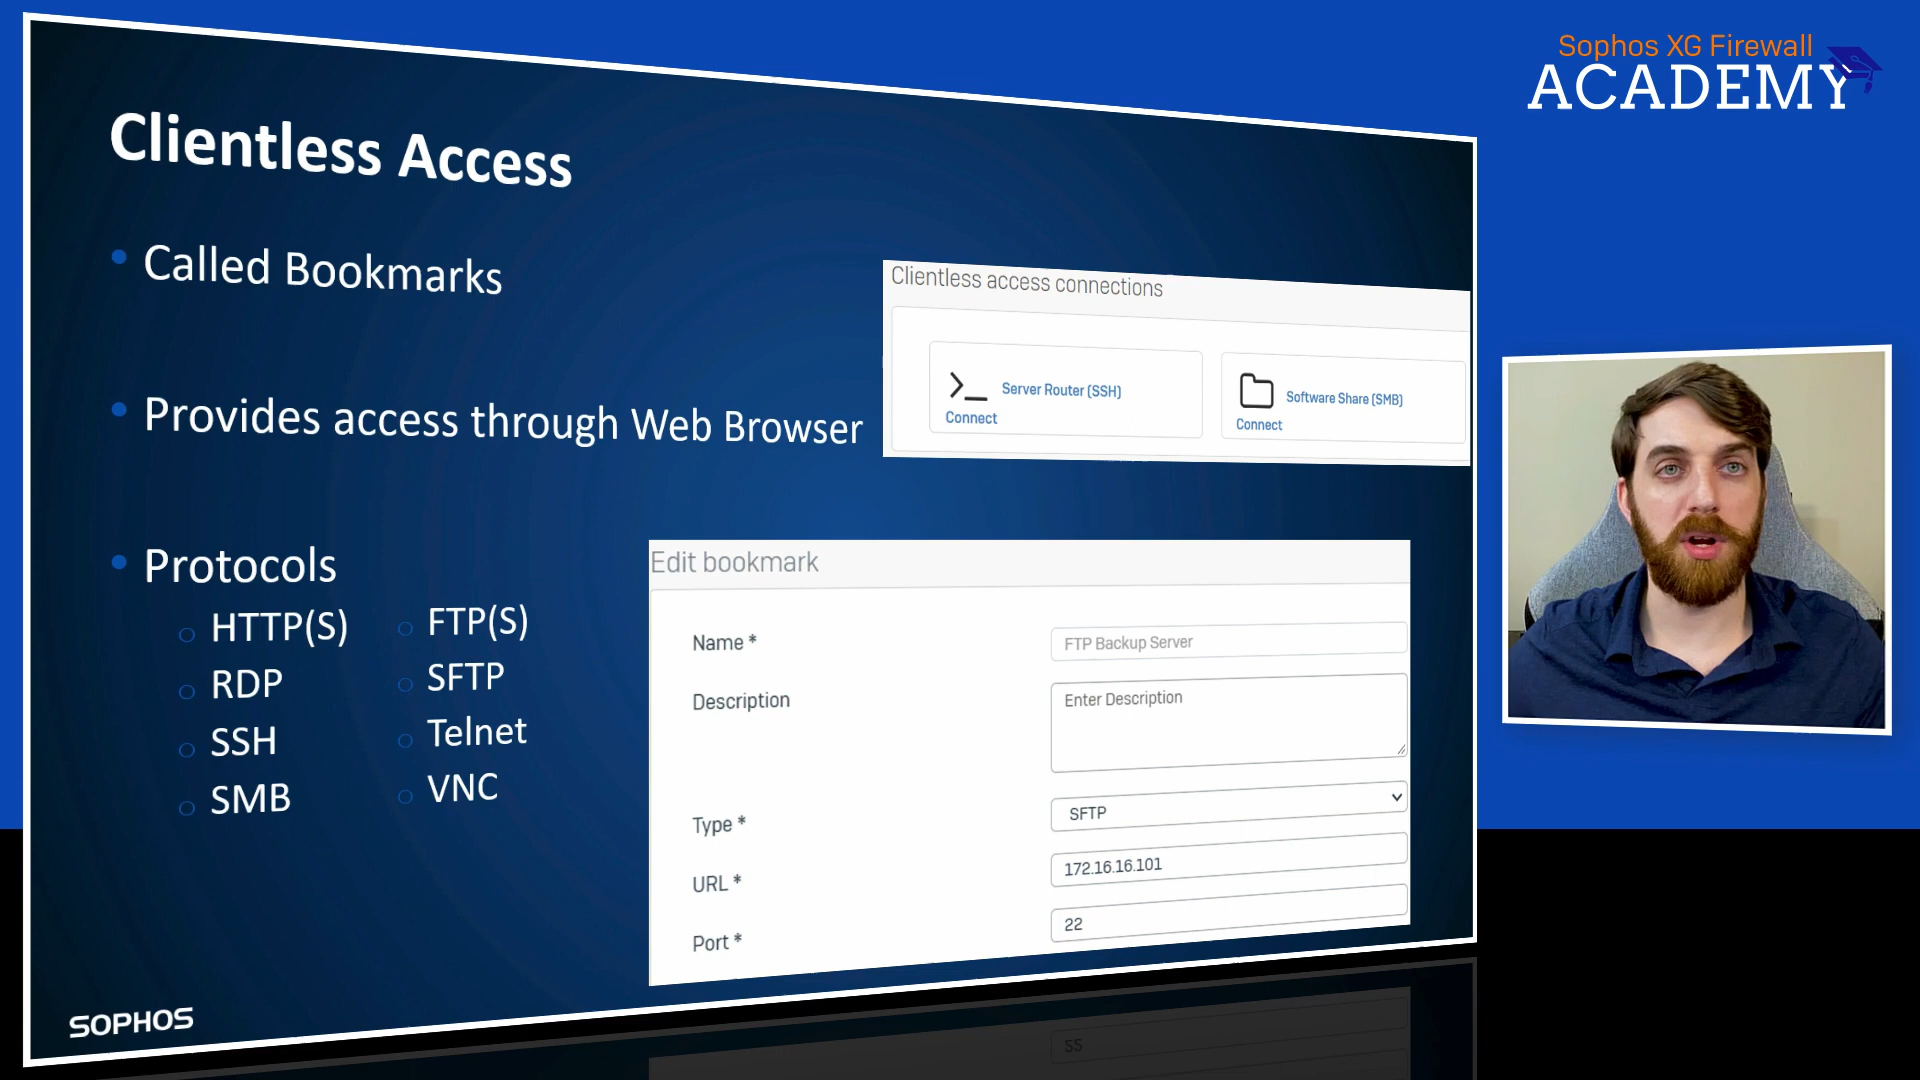 Sophos XG Firewall
ACADEMY
Clientless Access
Called Bookmarks
Provides access through Web Browser
Protocols
HTTP(S)
RDP
SSH
SMB
FTP(S)
SFTP
Telnet
VNC
Clientless access connections
Server Router (SSH)
Connect
Software Share (SMB)
Connect
Edit bookmark
Name * FTP Backup Server
Description Enter Description
Type * SFTP
URL * 172.16.16.101
Port * 22
SOPHOS